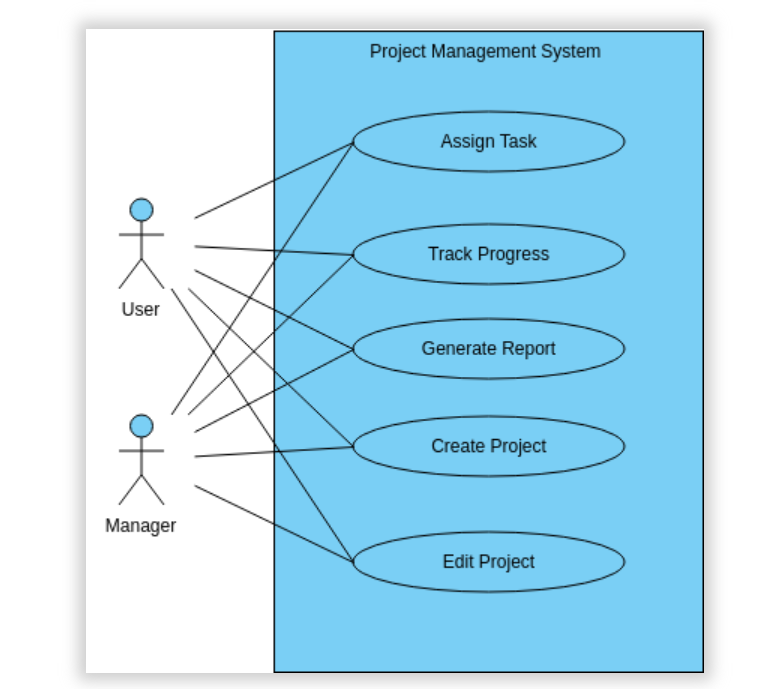 Project Management System
Assign Task
Track Progress
User
Generate Report
Create Project
Manager
Edit Project